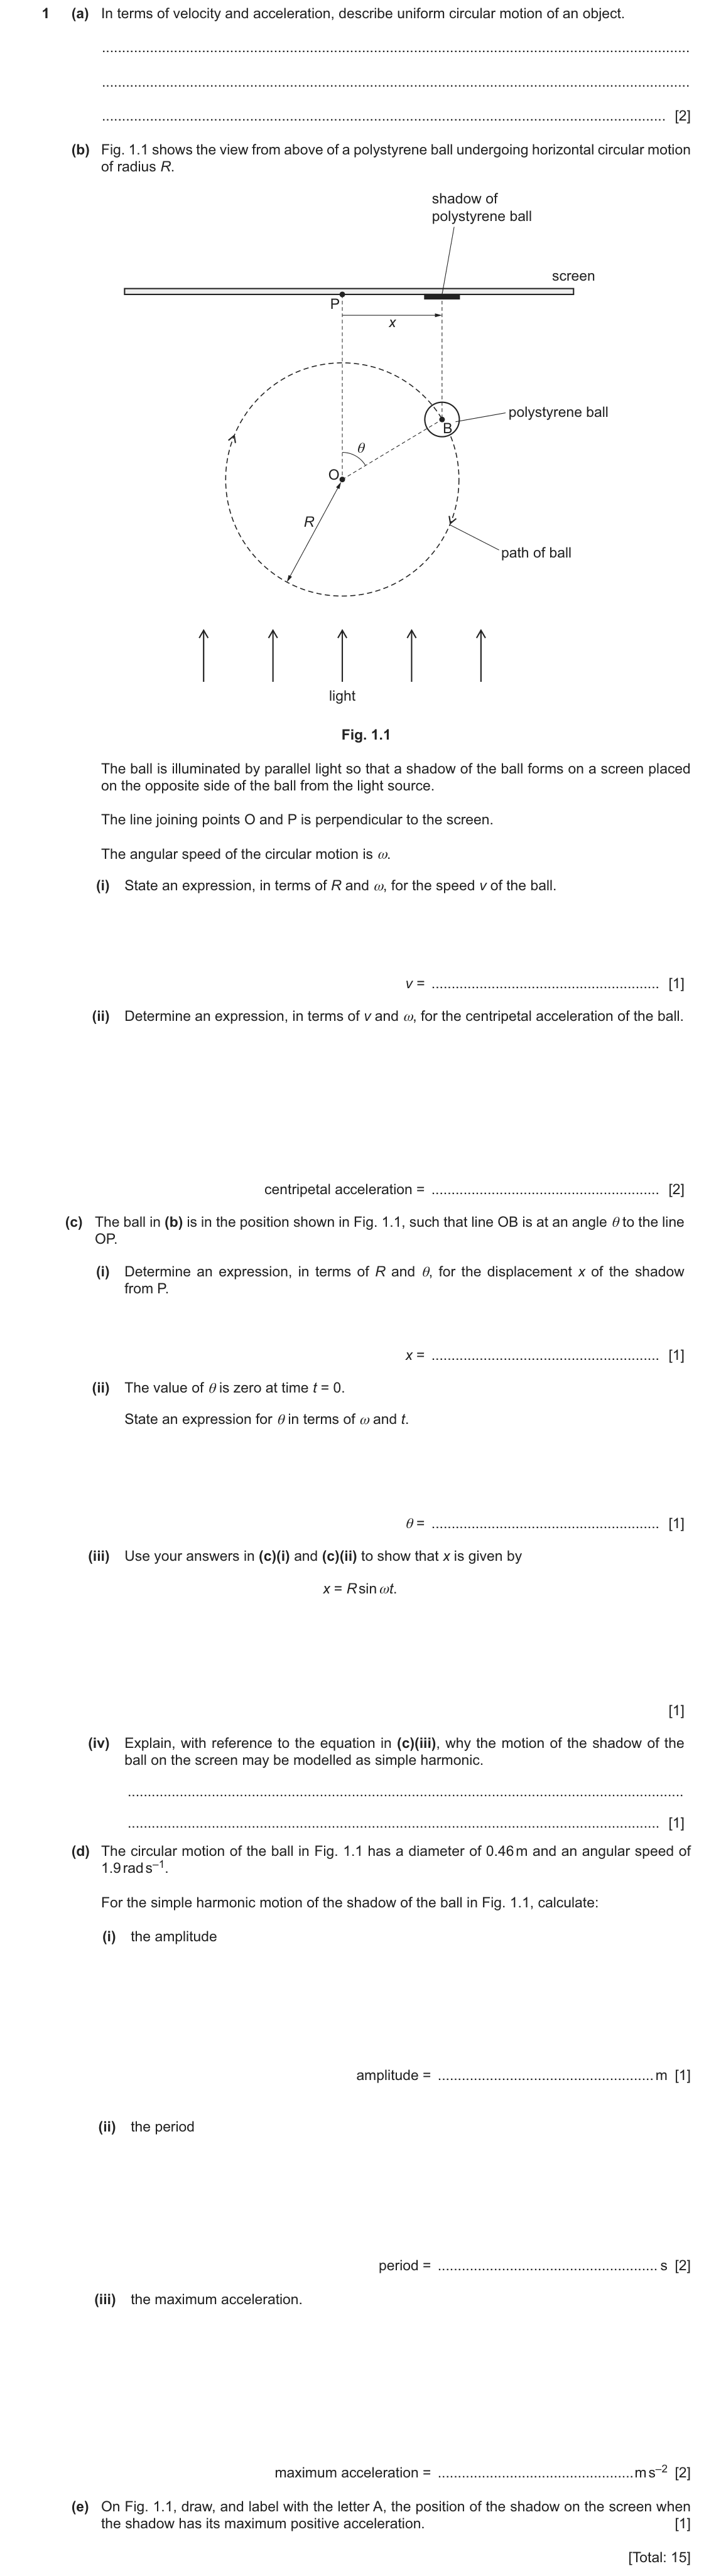 1 (a) In terms of velocity and acceleration, describe uniform circular motion of an object.
..........................................................................................................................................
..........................................................................................................................................
.................................................................................................................................... [2]
(b) Fig. 1.1 shows the view from above of a polystyrene ball undergoing horizontal circular motion
of radius R.
shadow of
polystyrene ball
screen
P
x
polystyrene ball
B
θ
O
R
path of ball
light
Fig. 1.1
The ball is illuminated by parallel light so that a shadow of the ball forms on a screen placed
on the opposite side of the ball from the light source.
The line joining points O and P is perpendicular to the screen.
The angular speed of the circular motion is ω.
(i) State an expression, in terms of R and ω, for the speed v of the ball.
v = ......................................................... [1]
(ii) Determine an expression, in terms of v and ω, for the centripetal acceleration of the ball.
centripetal acceleration = ......................................................... [2]
(c) The ball in (b) is in the position shown in Fig. 1.1, such that line OB is at an angle θ to the line
OP.
(i) Determine an expression, in terms of R and θ, for the displacement x of the shadow
from P.
x = ......................................................... [1]
(ii) The value of θ is zero at time t = 0.
State an expression for θ in terms of ω and t.
θ = ......................................................... [1]
(iii) Use your answers in (c)(i) and (c)(ii) to show that x is given by
x = R sin ωt.
[1]
(iv) Explain, with reference to the equation in (c)(iii), why the motion of the shadow of the
ball on the screen may be modelled as simple harmonic.
..........................................................................................................................................
.................................................................................................................................... [1]
(d) The circular motion of the ball in Fig. 1.1 has a diameter of 0.46 m and an angular speed of
1.9 rad s⁻¹.
For the simple harmonic motion of the shadow of the ball in Fig. 1.1, calculate:
(i) the amplitude
amplitude = ...................................................... m [1]
(ii) the period
period = ....................................................... s [2]
(iii) the maximum acceleration.
maximum acceleration = ................................................. m s⁻² [2]
(e) On Fig. 1.1, draw, and label with the letter A, the position of the shadow on the screen when
the shadow has its maximum positive acceleration. [1]
[Total: 15]